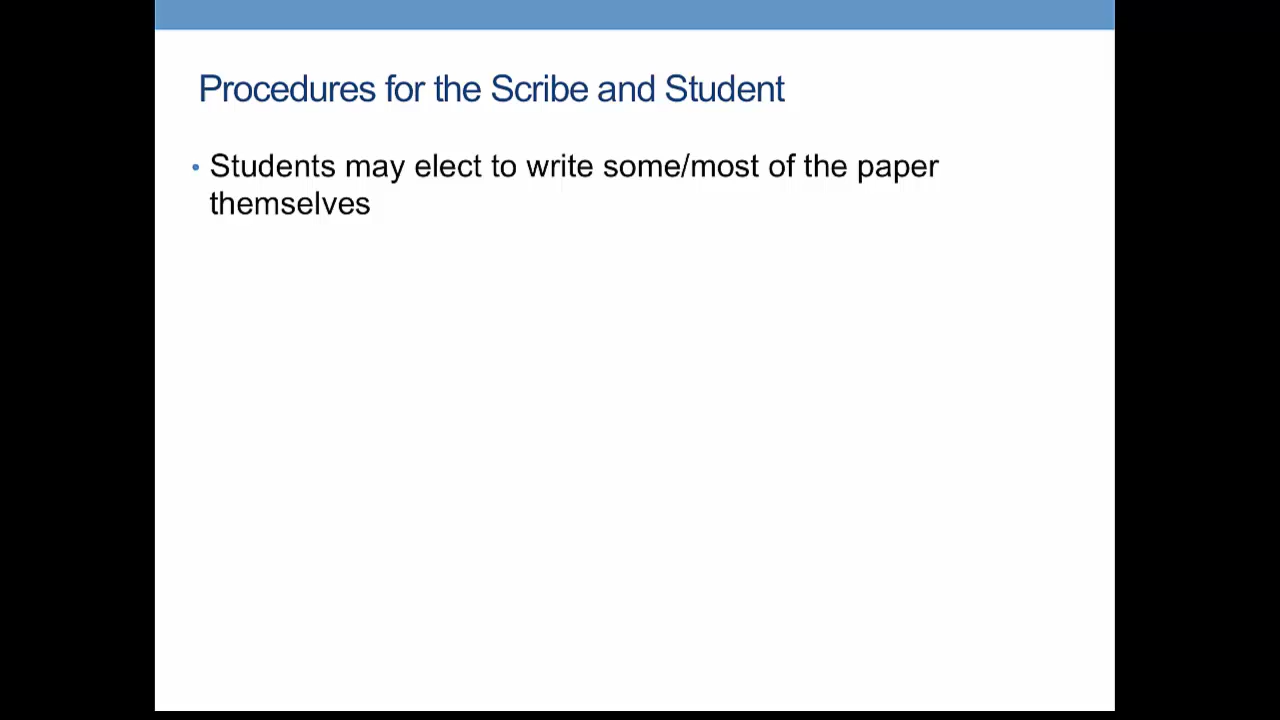 Procedures for the Scribe and Student
• Students may elect to write some/most of the paper
themselves